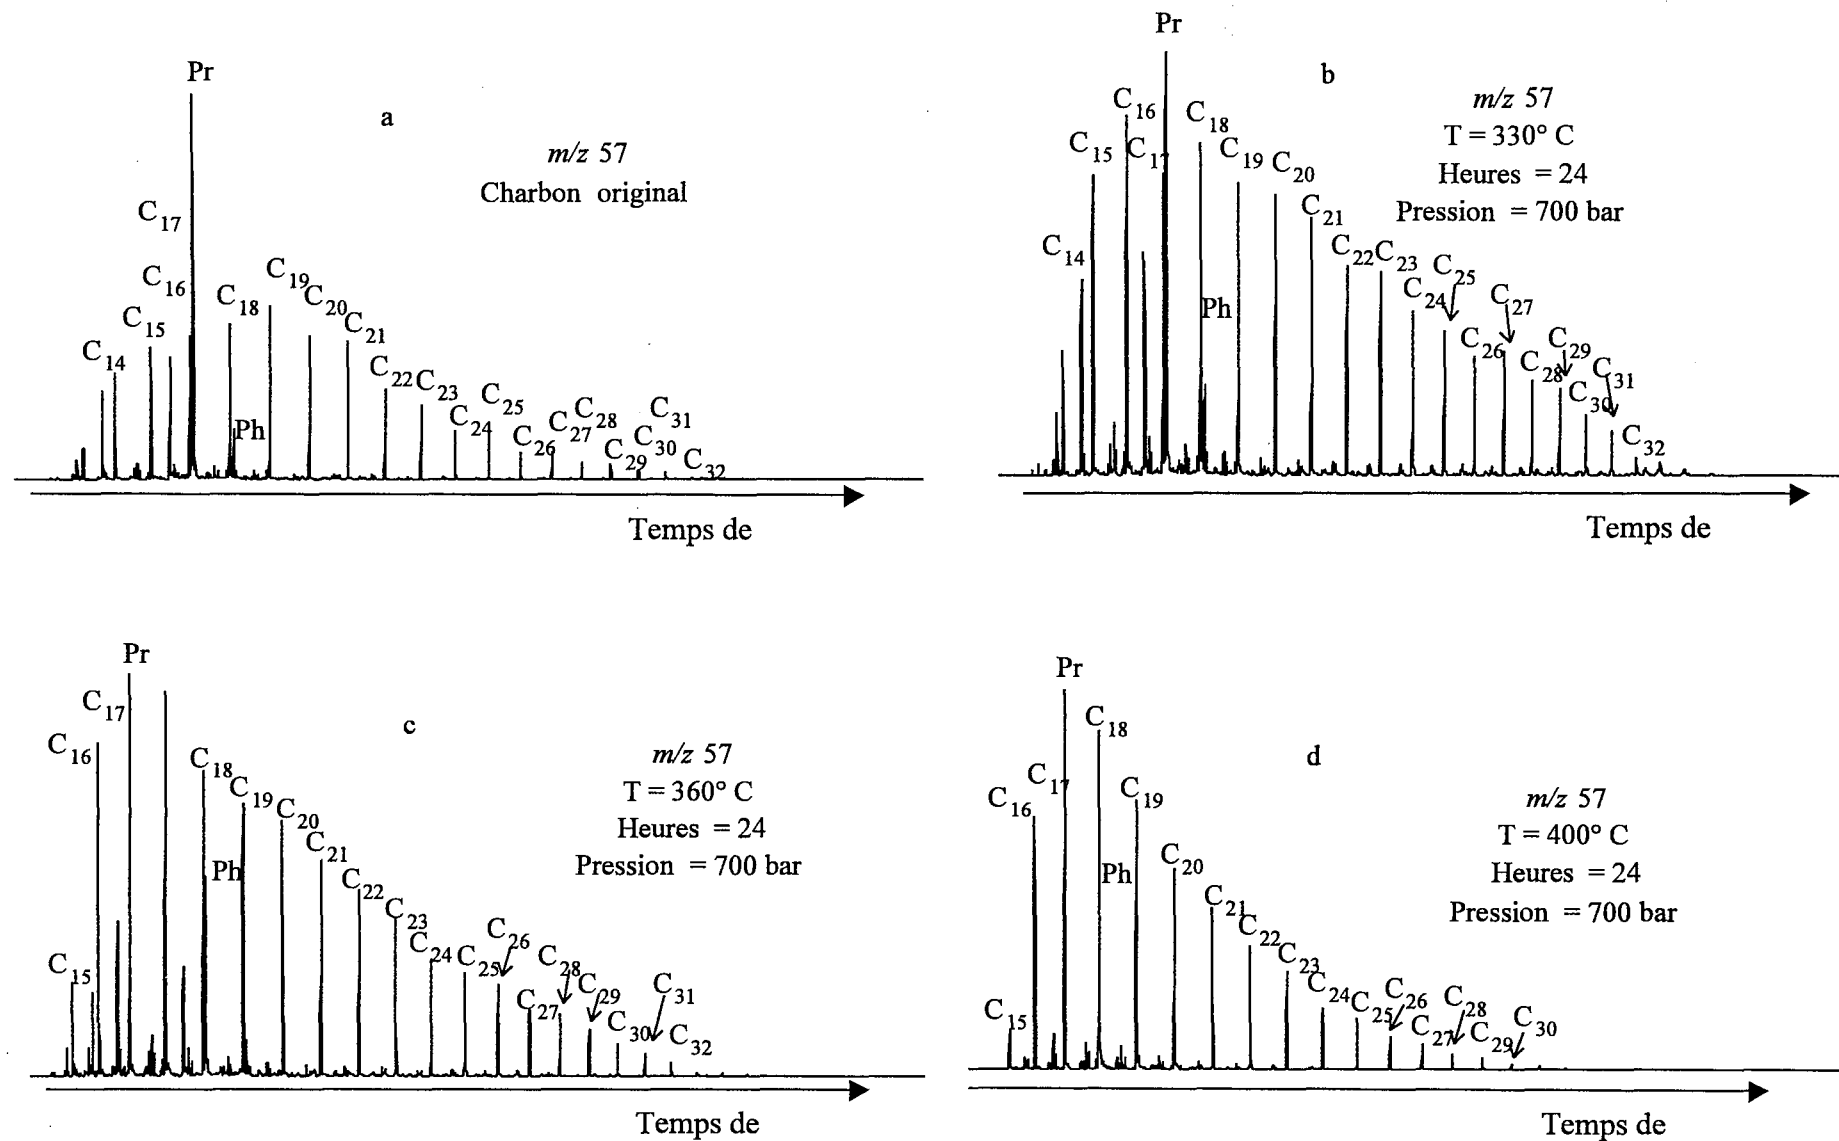 Pr
a
m/z 57
Charbon original
C17
C16
C15
C14
C18
C19
C20
C21
C22
C23
C24
C25
C26
C27
C28
C29
C30
C31
C32
Ph
Temps de
Pr
b
m/z 57
T = 330° C
Heures = 24
Pression = 700 bar
C14
C15
C16
C17
C18
C19
C20
C21
C22
C23
C24
C25
C26
C27
C28
C29
C30
C31
C32
Ph
Temps de
Pr
c
m/z 57
T = 360° C
Heures = 24
Pression = 700 bar
C15
C16
C17
C18
C19
C20
C21
C22
C23
C24
C25
C26
C27
C28
C29
C30
C31
C32
Ph
Temps de
Pr
d
m/z 57
T = 400° C
Heures = 24
Pression = 700 bar
C15
C16
C17
C18
C19
C20
C21
C22
C23
C24
C25
C26
C27
C28
C29
C30
Ph
Temps de